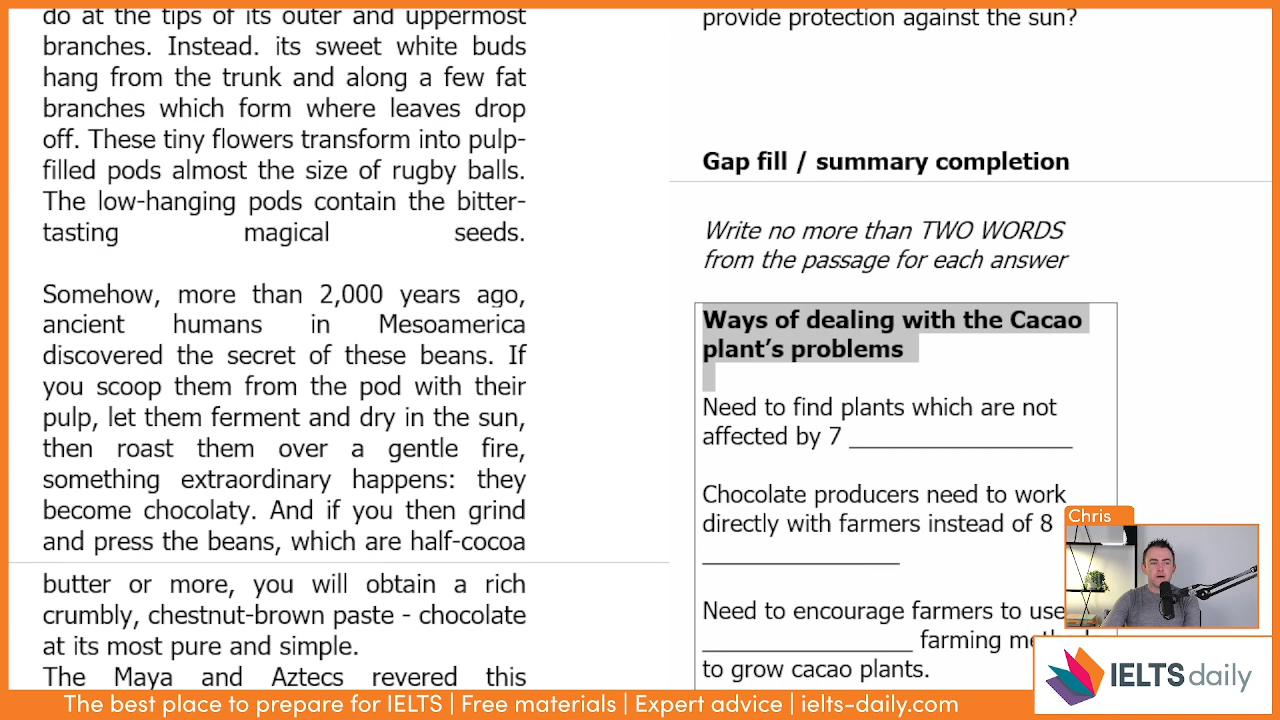 do at the tips of its outer and uppermost
branches. Instead. its sweet white buds
hang from the trunk and along a few fat
branches which form where leaves drop
off. These tiny flowers transform into pulp-
filled pods almost the size of rugby balls.
The low-hanging pods contain the bitter-
tasting magical seeds.
Somehow, more than 2,000 years ago,
ancient humans in Mesoamerica
discovered the secret of these beans. If
you scoop them from the pod with their
pulp, let them ferment and dry in the sun,
then roast them over a gentle fire,
something extraordinary happens: they
become chocolaty. And if you then grind
and press the beans, which are half-cocoa
butter or more, you will obtain a rich
crumbly, chestnut-brown paste - chocolate
at its most pure and simple.
The Maya and Aztecs revered this
provide protection against the sun?
Gap fill / summary completion
Write no more than TWO WORDS
from the passage for each answer
Ways of dealing with the Cacao
plant's problems
Need to find plants which are not
affected by 7 ___________________
Chocolate producers need to work
directly with farmers instead of 8
_________________
Need to encourage farmers to use
__________________ farming
to grow cacao plants.
Chris
IELTS daily
The best place to prepare for IELTS | Free materials | Expert advice | ielts-daily.com